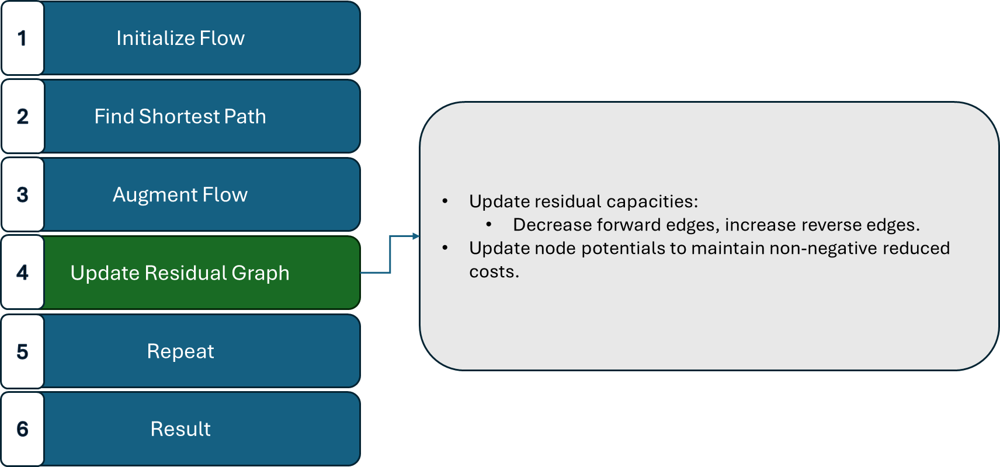 1 Initialize Flow
2 Find Shortest Path
3 Augment Flow
4 Update Residual Graph
5 Repeat
6 Result
• Update residual capacities:
• Decrease forward edges, increase reverse edges.
• Update node potentials to maintain non-negative reduced
costs.